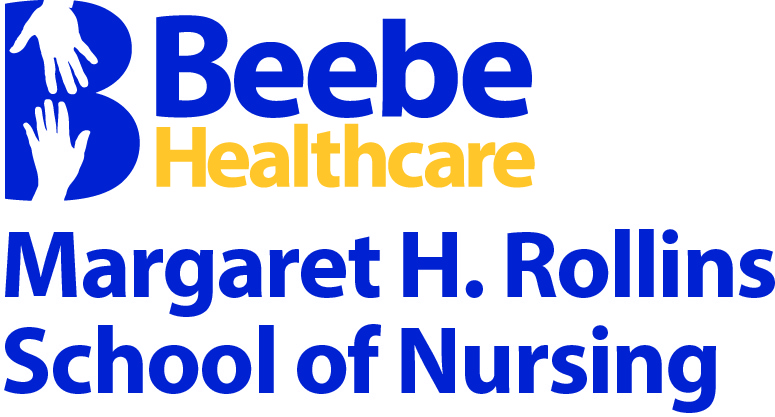 Beebe
Healthcare
Margaret H. Rollins
School of Nursing